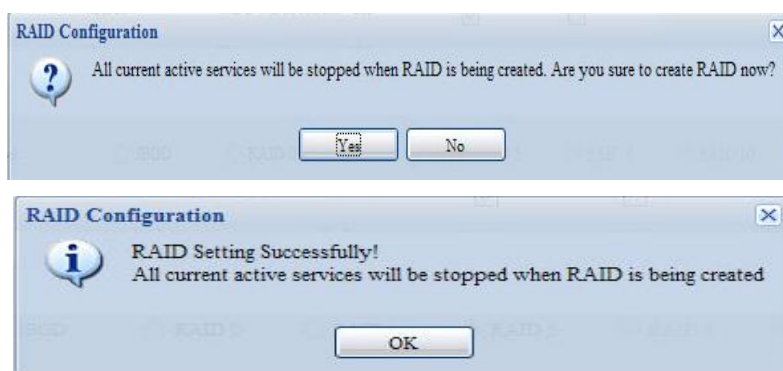 RAID Configuration
All current active services will be stopped when RAID is being created. Are you sure to create RAID now?
Yes No
RAID Configuration
RAID Setting Successfully!
All current active services will be stopped when RAID is being created
OK